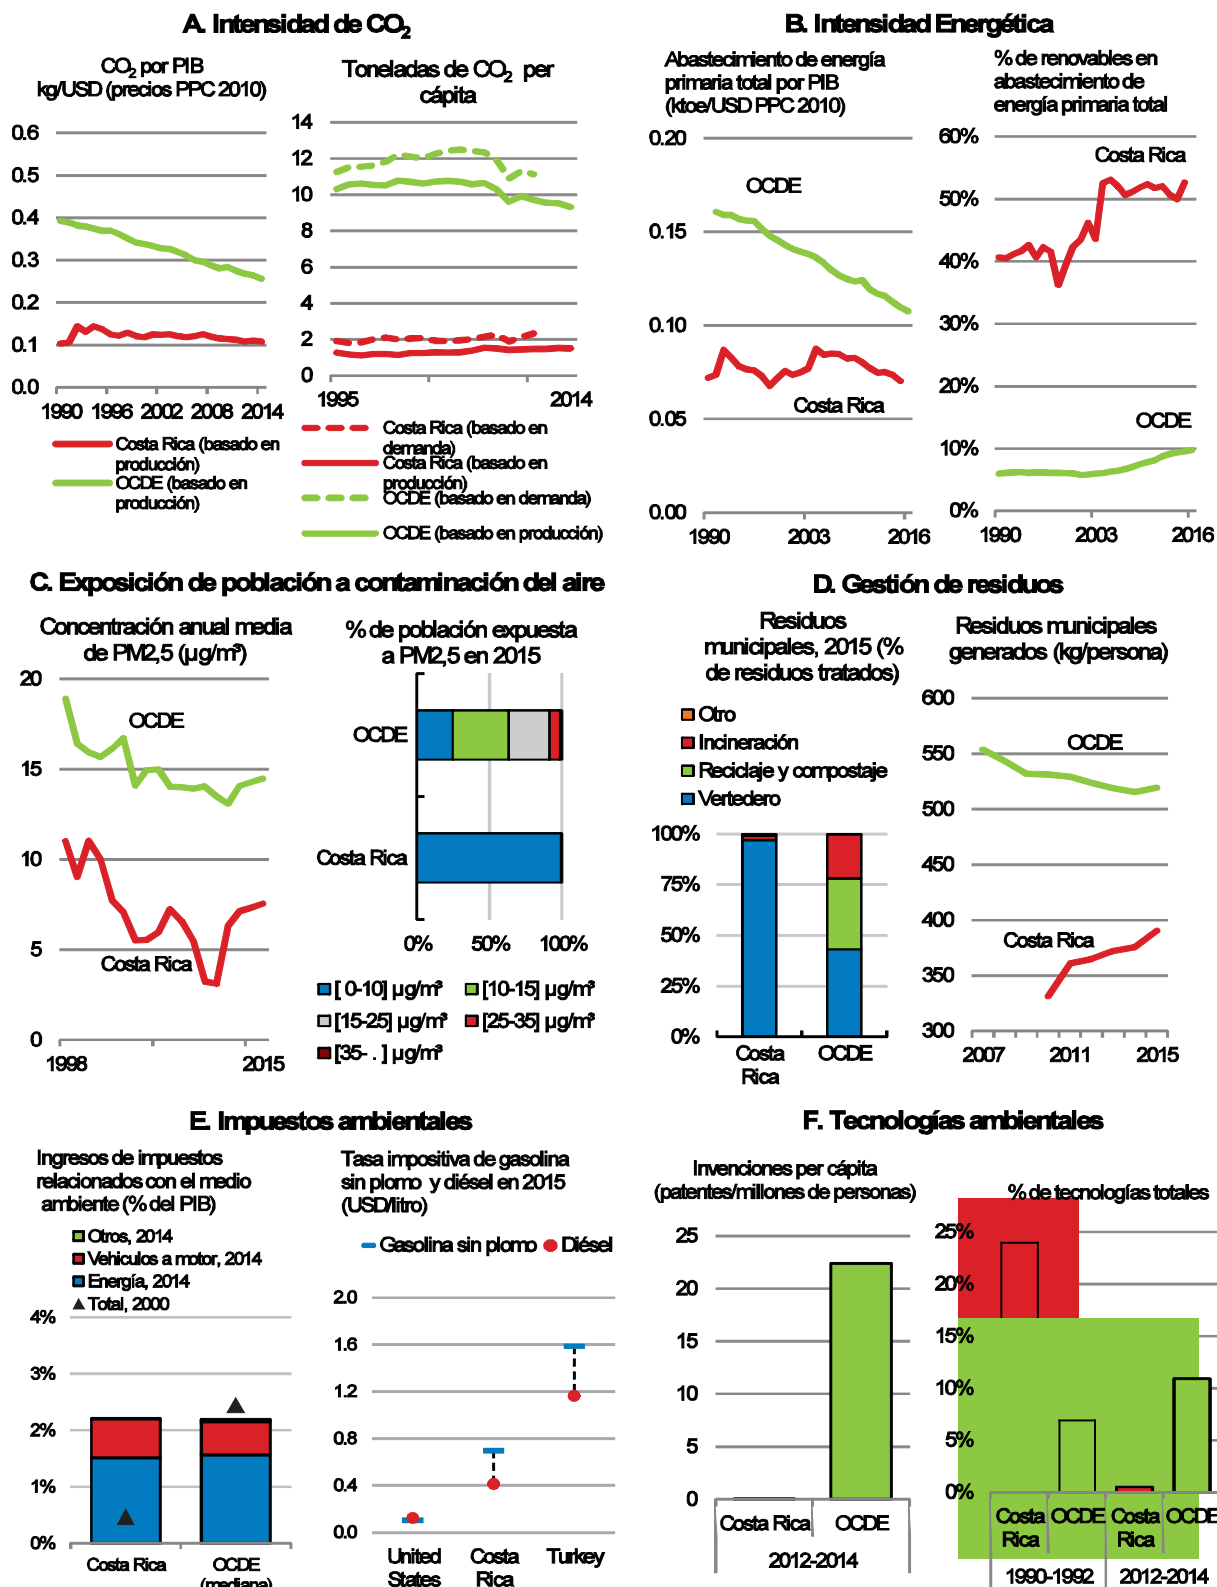 A. Intensidad de CO₂
CO₂ por PIB
kg/USD (precios PPC 2010)
0.6
0.5
0.4
0.3
0.2
0.1
0.0
1990 1996 2002 2008 2014
Costa Rica (basado en
producción)
OCDE (basado en
producción)
Toneladas de CO₂ per
cápita
14
12
10
8
6
4
2
0
1995 2014
Costa Rica (basado en
demanda)
Costa Rica (basado en
producción)
OCDE (basado en demanda)
OCDE (basado en producción)
B. Intensidad Energética
Abastecimiento de energía
primaria total por PIB
(ktoe/USD PPC 2010)
0.20
0.15
0.10
0.05
0.00
OCDE
Costa Rica
1990 2003 2016
% de renovables en
abastecimiento de
energía primaria total
60%
50%
40%
30%
20%
10%
0%
Costa Rica
OCDE
1990 2003 2016
C. Exposición de población a contaminación del aire
Concentración anual media
de PM2,5 (µg/m³)
20
15
10
5
0
OCDE
Costa Rica
1998 2015
% de población expuesta
a PM2,5 en 2015
OCDE
Costa Rica
0% 50% 100%
[ 0-10] µg/m³ [10-15] µg/m³
[15-25] µg/m³ [25-35] µg/m³
[35- . ] µg/m³
D. Gestión de residuos
Residuos
municipales, 2015 (%
de residuos tratados)
Otro
Incineración
Reciclaje y compostaje
Vertedero
100%
75%
50%
25%
0%
Costa OCDE
Rica
Residuos municipales
generados (kg/persona)
600
550
500
450
400
350
300
OCDE
Costa Rica
2007 2011 2015
E. Impuestos ambientales
Ingresos de impuestos
relacionados con el medio
ambiente (% del PIB)
Otros, 2014
Vehiculos a motor, 2014
Energía, 2014
Total, 2000
4%
3%
2%
1%
0%
Costa Rica OCDE
(mediana)
Tasa impositiva de gasolina
sin plomo y diésel en 2015
(USD/litro)
Gasolina sin plomo Diésel
2.0
1.6
1.2
0.8
0.4
0.0
United Costa Turkey
States Rica
F. Tecnologías ambientales
Invenciones per cápita
(patentes/millones de personas)
25
20
15
10
5
0
Costa Rica OCDE
2012-2014
% de tecnologías totales
25%
20%
15%
10%
5%
0%
Costa OCDE Costa OCDE
Rica Rica
1990-1992 2012-2014